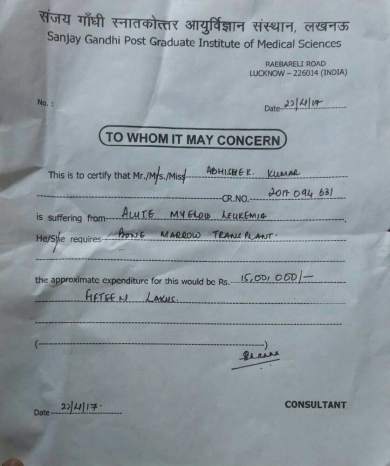 संजय गाँधी स्नातकोत्तर आयुर्विज्ञान संस्थान, लखनऊ
Sanjay Gandhi Post Graduate Institute of Medical Sciences
RAEBARELI ROAD
LUCKNOW – 226014 (INDIA)
No. :
Date 22/4/17
TO WHOM IT MAY CONCERN
This is to certify that Mr./M/s./Miss ABHISHEK KUMAR
CR.NO. 2017 094 631
is suffering from ACUTE MYELOID LEUKEMIA
He/She requires BONE MARROW TRANSPLANT.
the approximate expenditure for this would be Rs. 15,00,000/-
FIFTEEN LAKHS.
( )
Date 22/4/17.
CONSULTANT